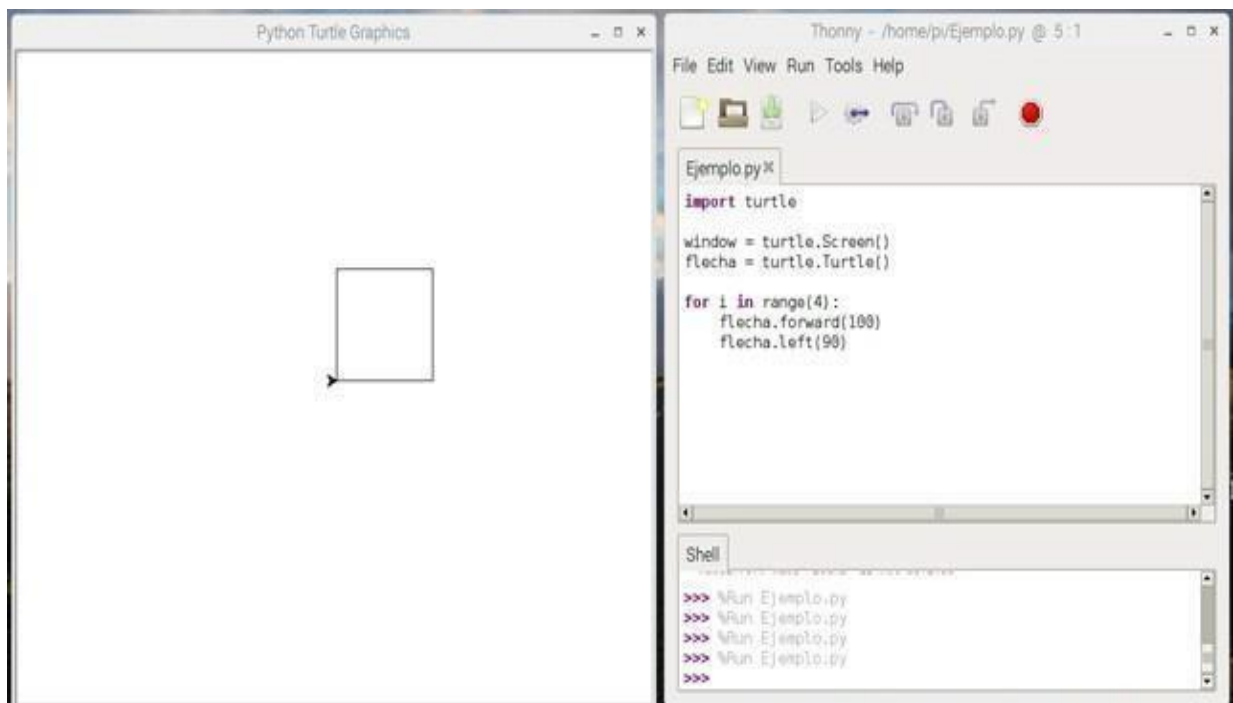 Python Turtle Graphics
Thonny - /home/pi/Ejemplo.py @ 5:1
File Edit View Run Tools Help
Ejemplo.py
import turtle
window = turtle.Screen()
flecha = turtle.Turtle()
for i in range(4):
    flecha.forward(100)
    flecha.left(90)
Shell
>>> %Run Ejemplo.py
>>> %Run Ejemplo.py
>>> %Run Ejemplo.py
>>> %Run Ejemplo.py
>>>